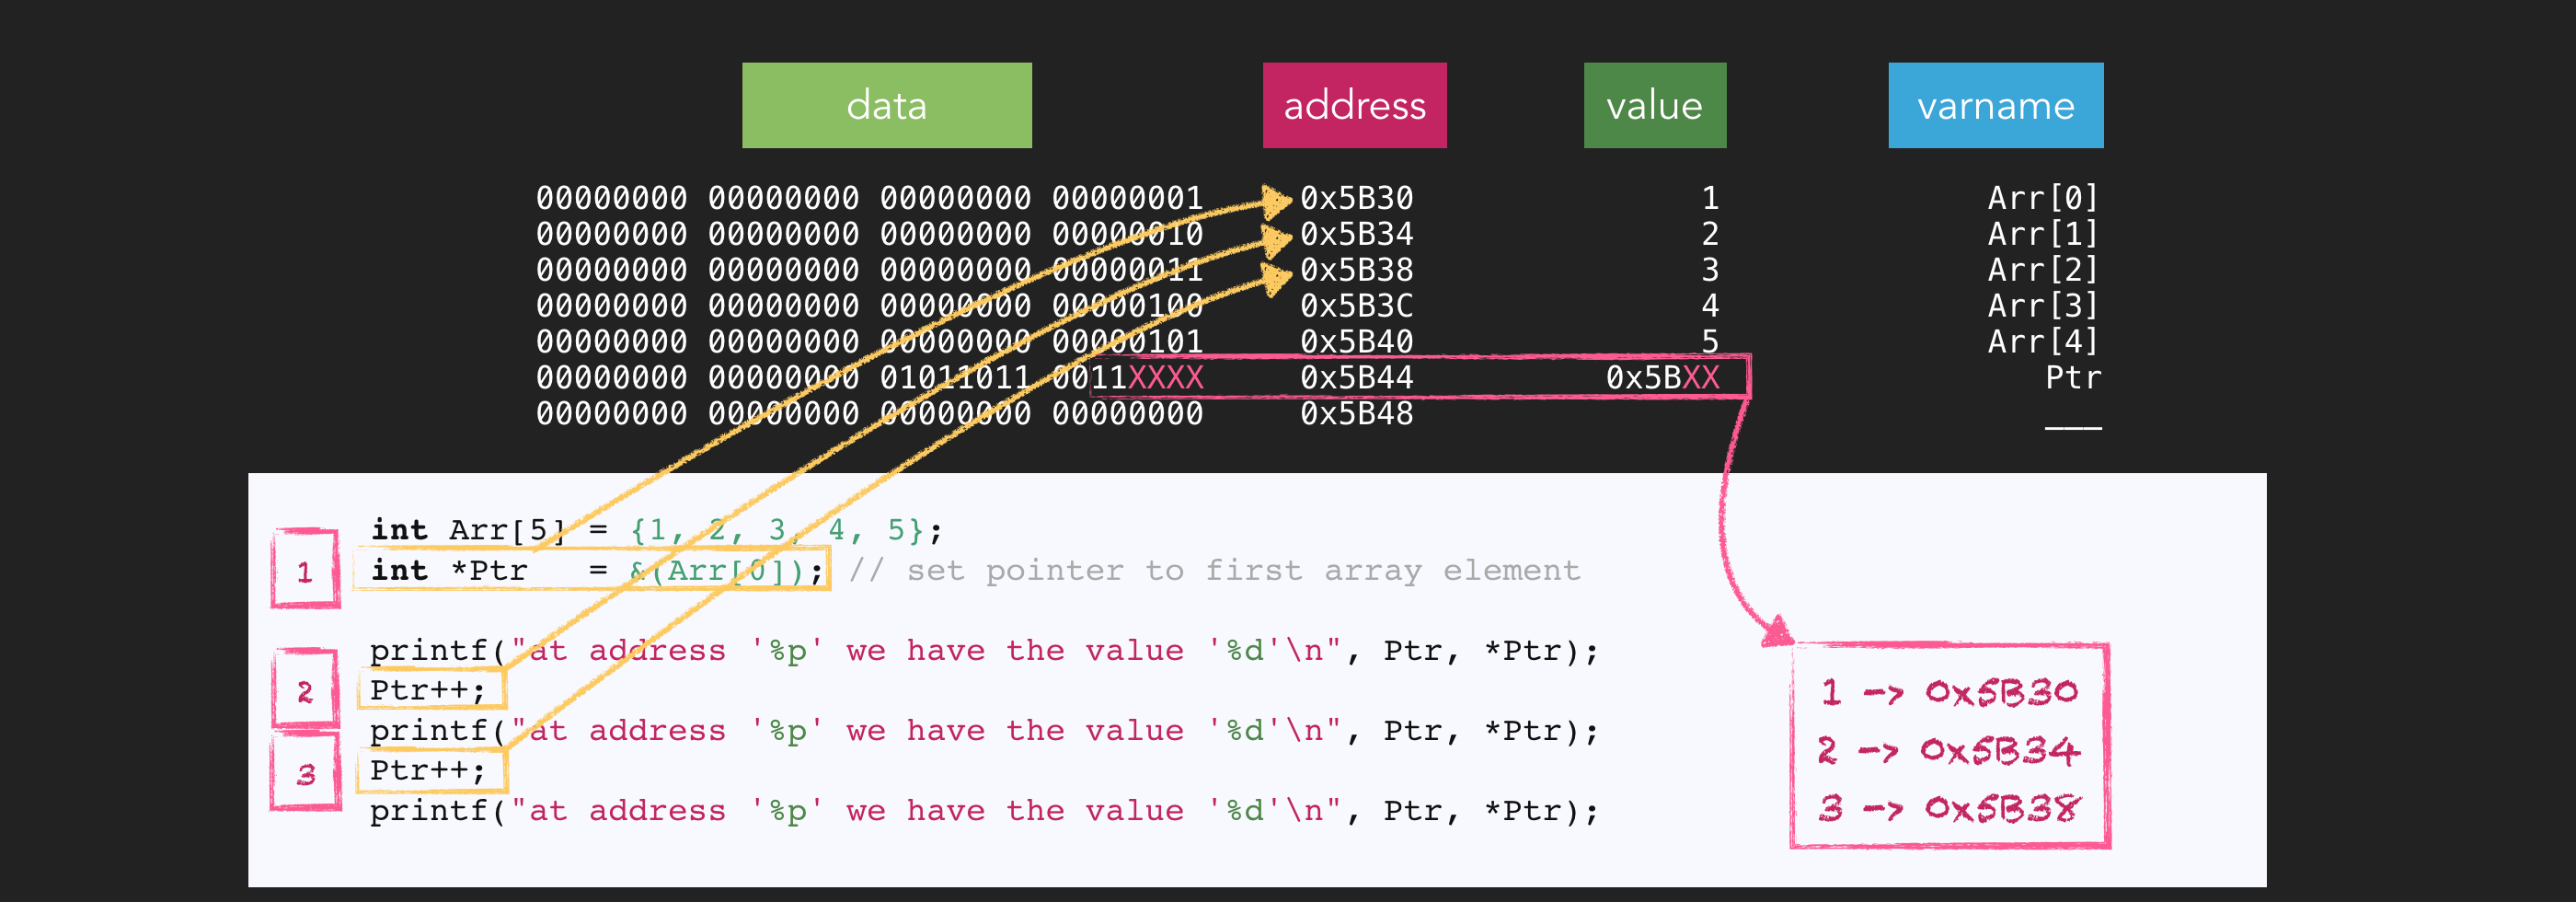 data address value varname
00000000 00000000 00000000 00000001 0x5B30 1 Arr[0]
00000000 00000000 00000000 00000010 0x5B34 2 Arr[1]
00000000 00000000 00000000 00000011 0x5B38 3 Arr[2]
00000000 00000000 00000000 00000100 0x5B3C 4 Arr[3]
00000000 00000000 00000000 00000101 0x5B40 5 Arr[4]
00000000 00000000 01011011 0011XXXX 0x5B44 0x5BXX Ptr
00000000 00000000 00000000 00000000 0x5B48 ___
int Arr[5] = {1, 2, 3, 4, 5};
1 int *Ptr   = &(Arr[0]); // set pointer to first array element
printf("at address '%p' we have the value '%d'\n", Ptr, *Ptr);
2 Ptr++;
printf("at address '%p' we have the value '%d'\n", Ptr, *Ptr);
3 Ptr++;
printf("at address '%p' we have the value '%d'\n", Ptr, *Ptr);
1 -> 0x5B30
2 -> 0x5B34
3 -> 0x5B38